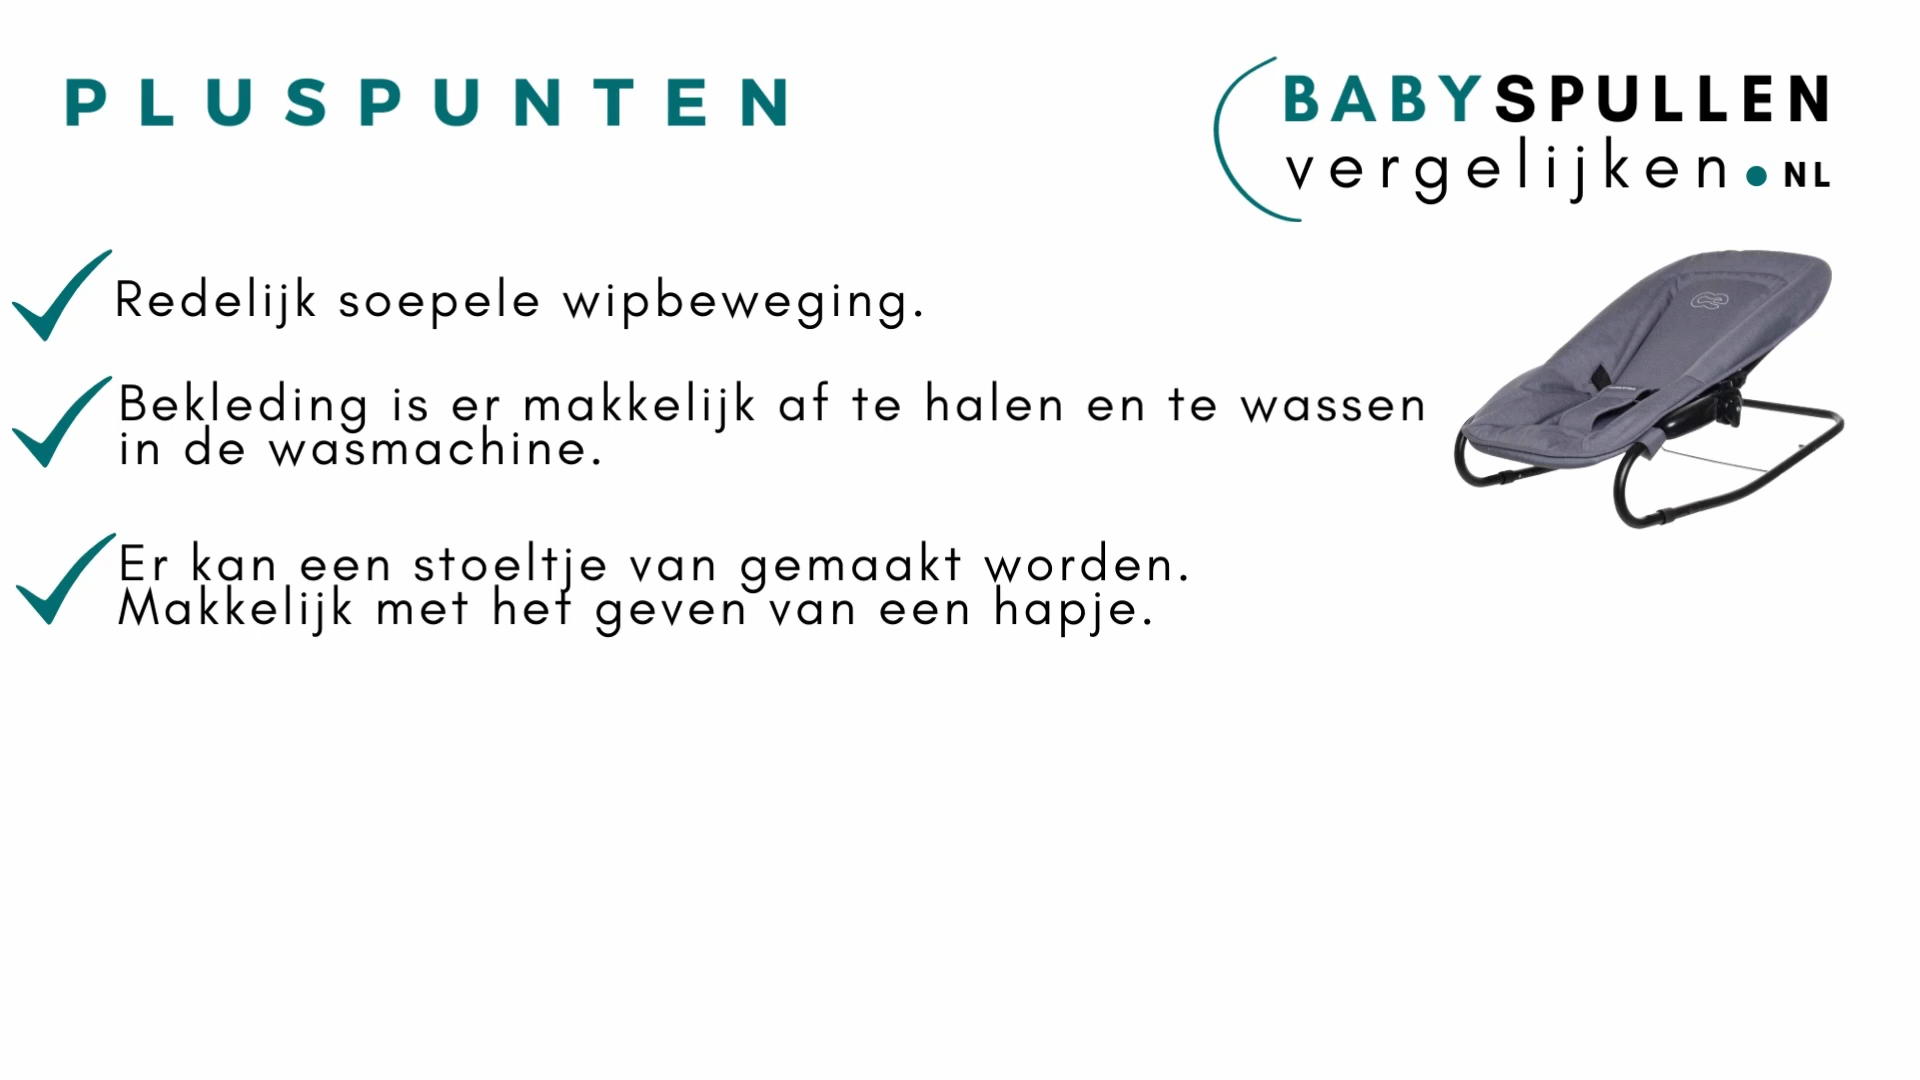 PLUSPUNTEN
BABYSPULLEN
vergelijken.NL
Redelijk soepele wipbeweging.
Bekleding is er makkelijk af te halen en te wassen
in de wasmachine.
Er kan een stoeltje van gemaakt worden.
Makkelijk met het geven van een hapje.